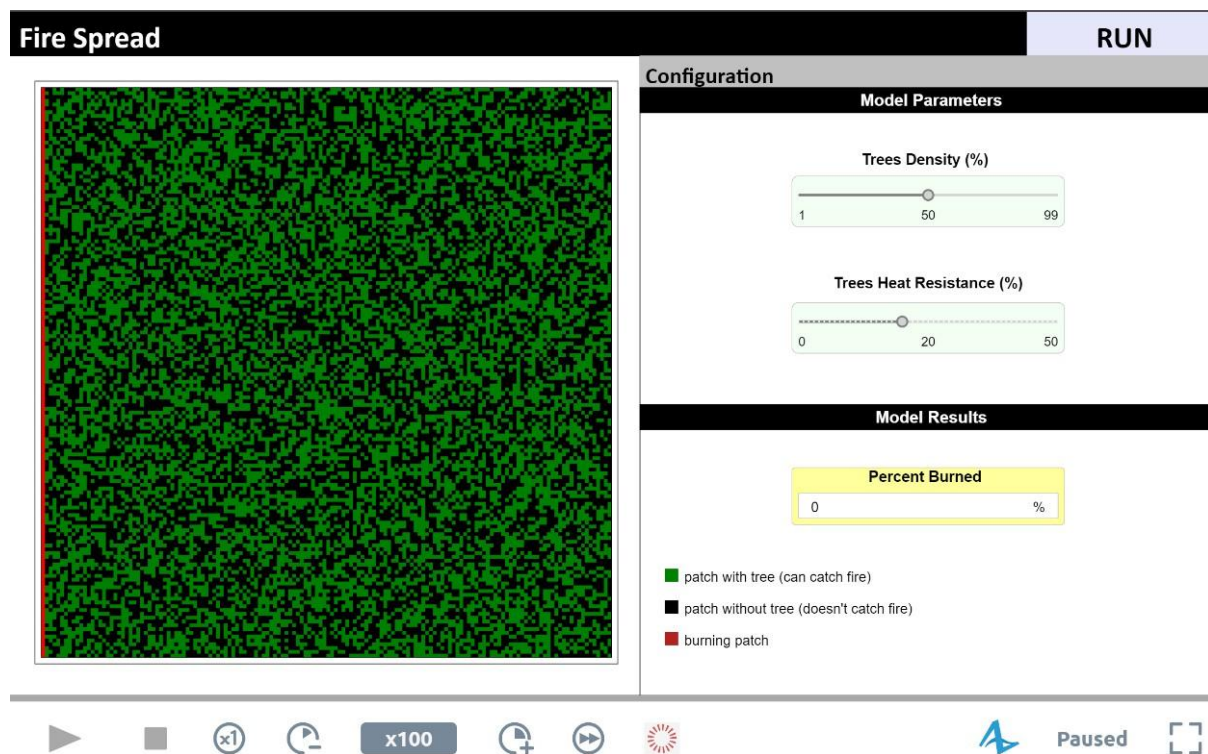 Fire Spread
RUN
Configuration
Model Parameters
Trees Density (%)
1 50 99
Trees Heat Resistance (%)
0 20 50
Model Results
Percent Burned
0 %
patch with tree (can catch fire)
patch without tree (doesn't catch fire)
burning patch
x1
x100
Paused